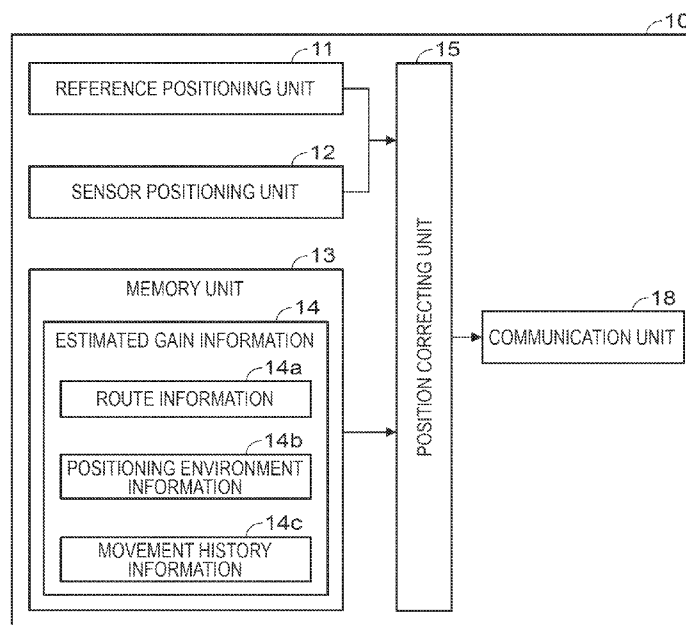 10
11
REFERENCE POSITIONING UNIT
12
SENSOR POSITIONING UNIT
13
MEMORY UNIT
14
ESTIMATED GAIN INFORMATION
14a
ROUTE INFORMATION
14b
POSITIONING ENVIRONMENT
INFORMATION
14c
MOVEMENT HISTORY
INFORMATION
15
POSITION CORRECTING UNIT
18
COMMUNICATION UNIT